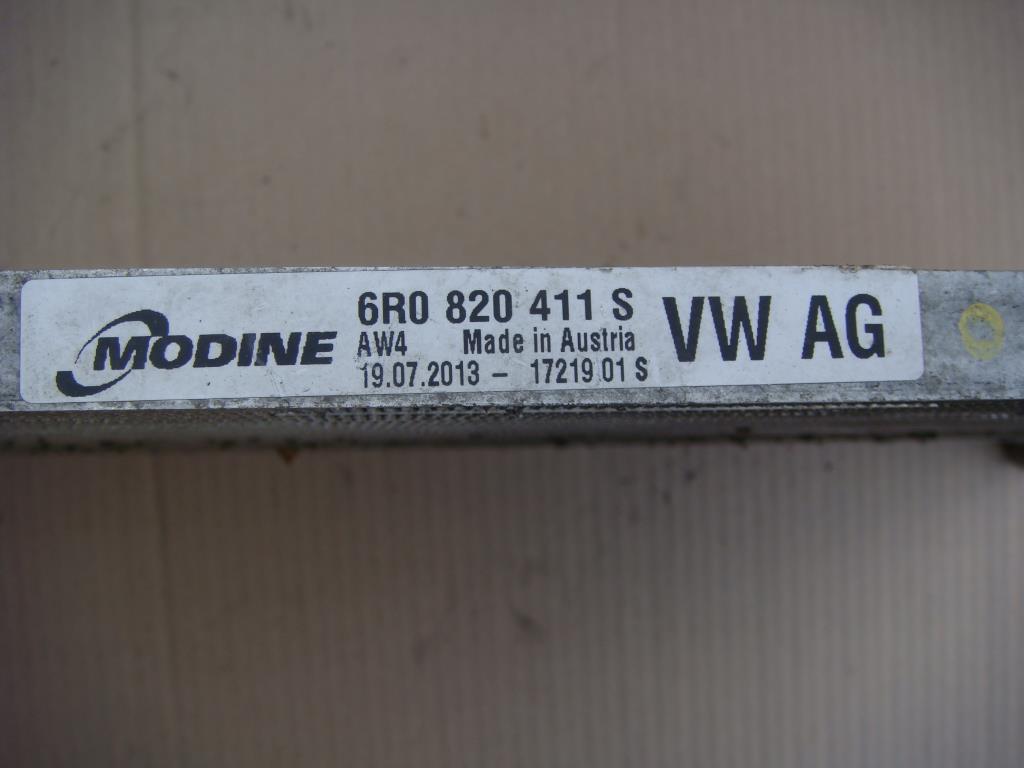 MODINE
6R0 820 411 S
AW4 Made in Austria
19.07.2013 – 17219 01 S
VW AG